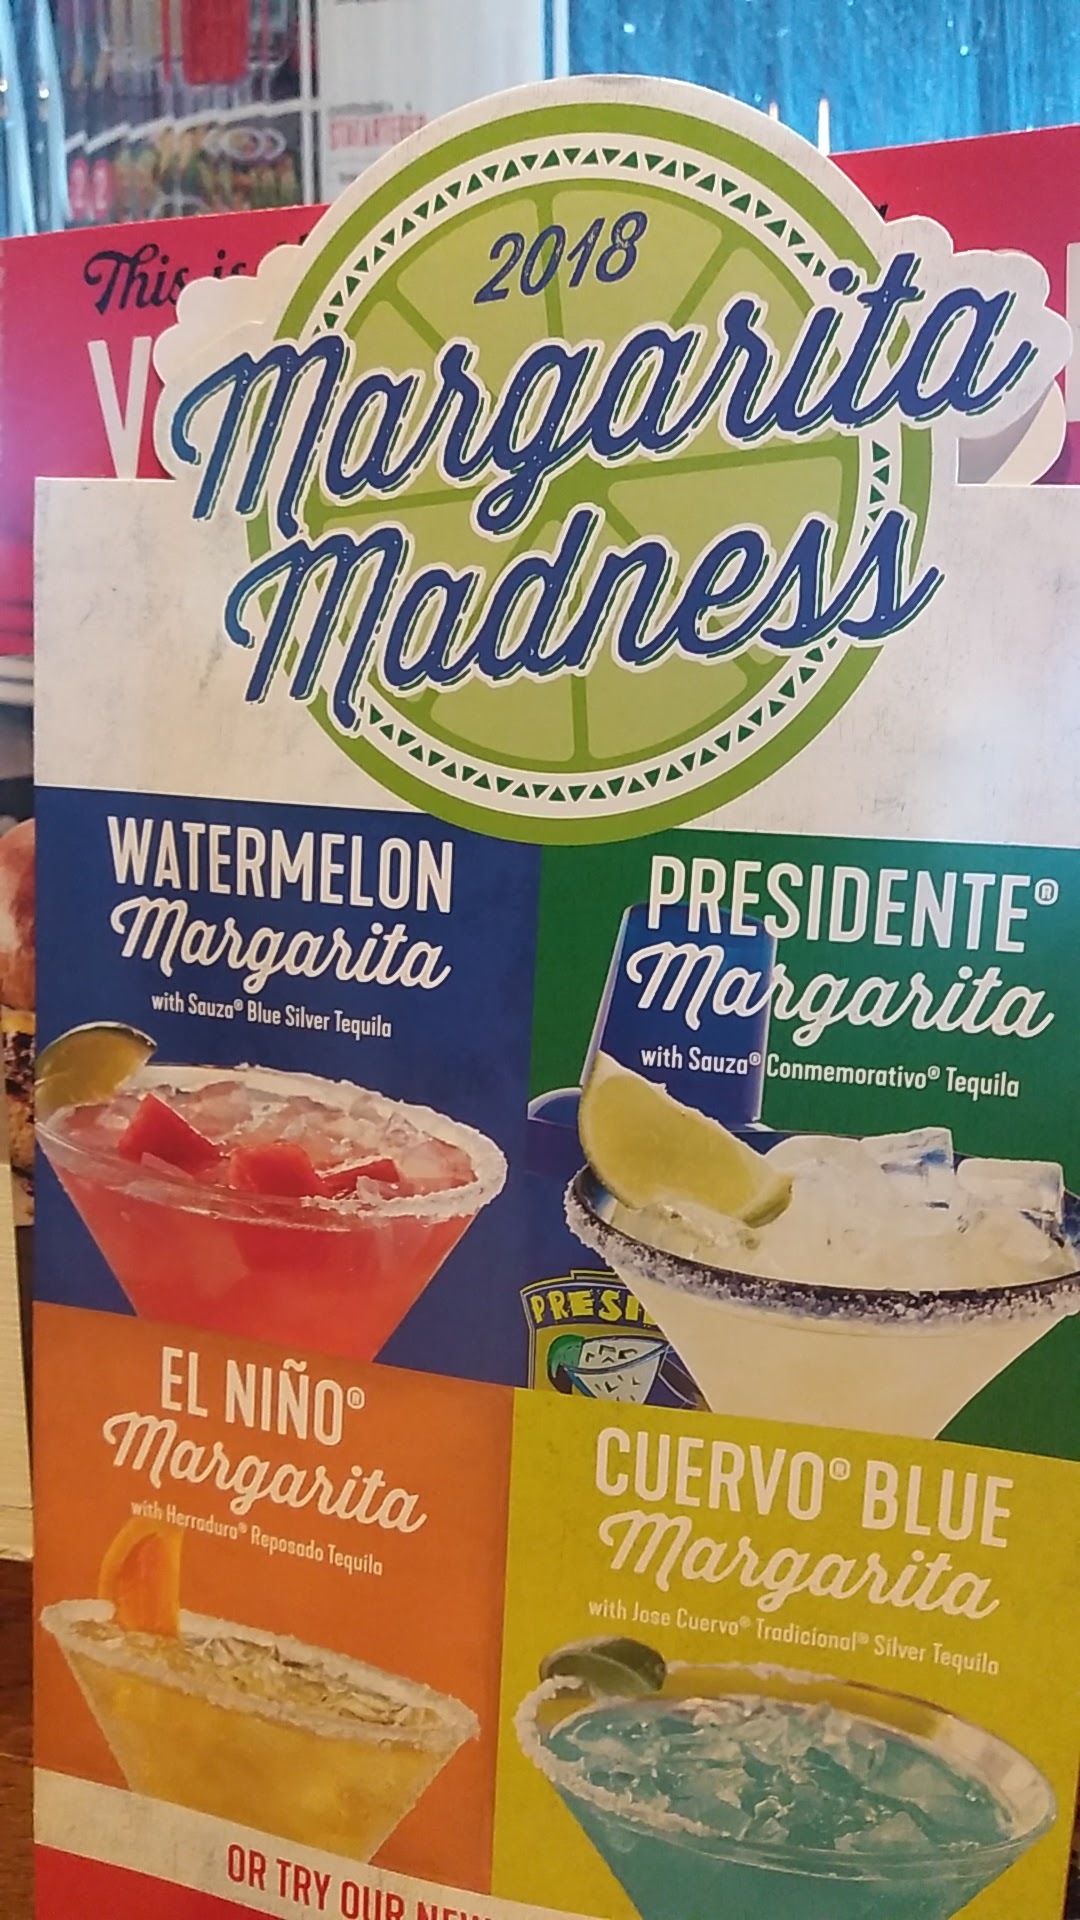 This is
2018
Margarita
Madness
WATERMELON
Margarita
with Sauza® Blue Silver Tequila
PRESIDENTE®
Margarita
with Sauza® Conmemorativo® Tequila
EL NIÑO®
Margarita
with Herradura® Reposado Tequila
CUERVO® BLUE
Margarita
with Jose Cuervo® Tradicional® Silver Tequila
OR TRY OUR NEW